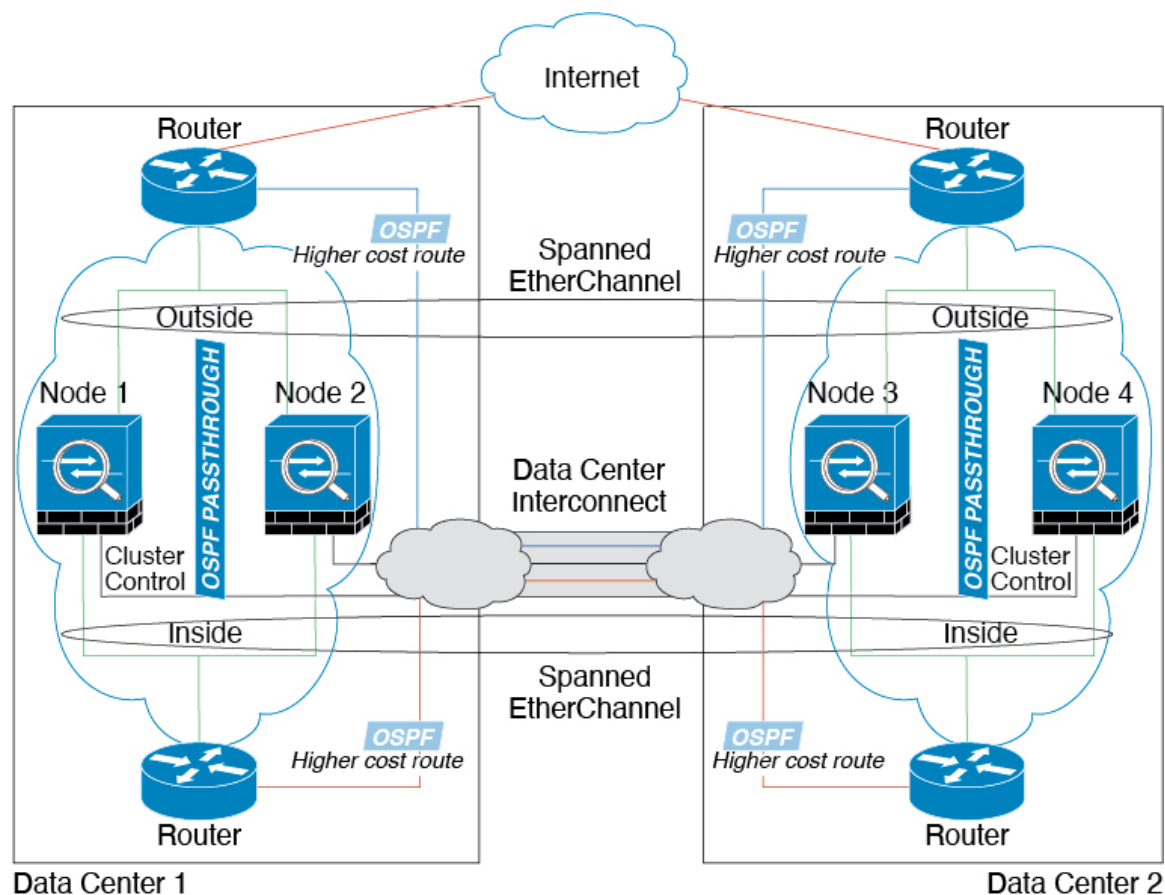 Internet
Router
Router
OSPF
Higher cost route
Spanned
EtherChannel
OSPF
Higher cost route
Outside
Outside
Node 1
OSPF PASSTHROUGH
Node 2
Node 3
OSPF PASSTHROUGH
Node 4
Data Center
Interconnect
Cluster
Control
Cluster
Control
Inside
Inside
Spanned
EtherChannel
OSPF
Higher cost route
OSPF
Higher cost route
Router
Router
Data Center 1
Data Center 2